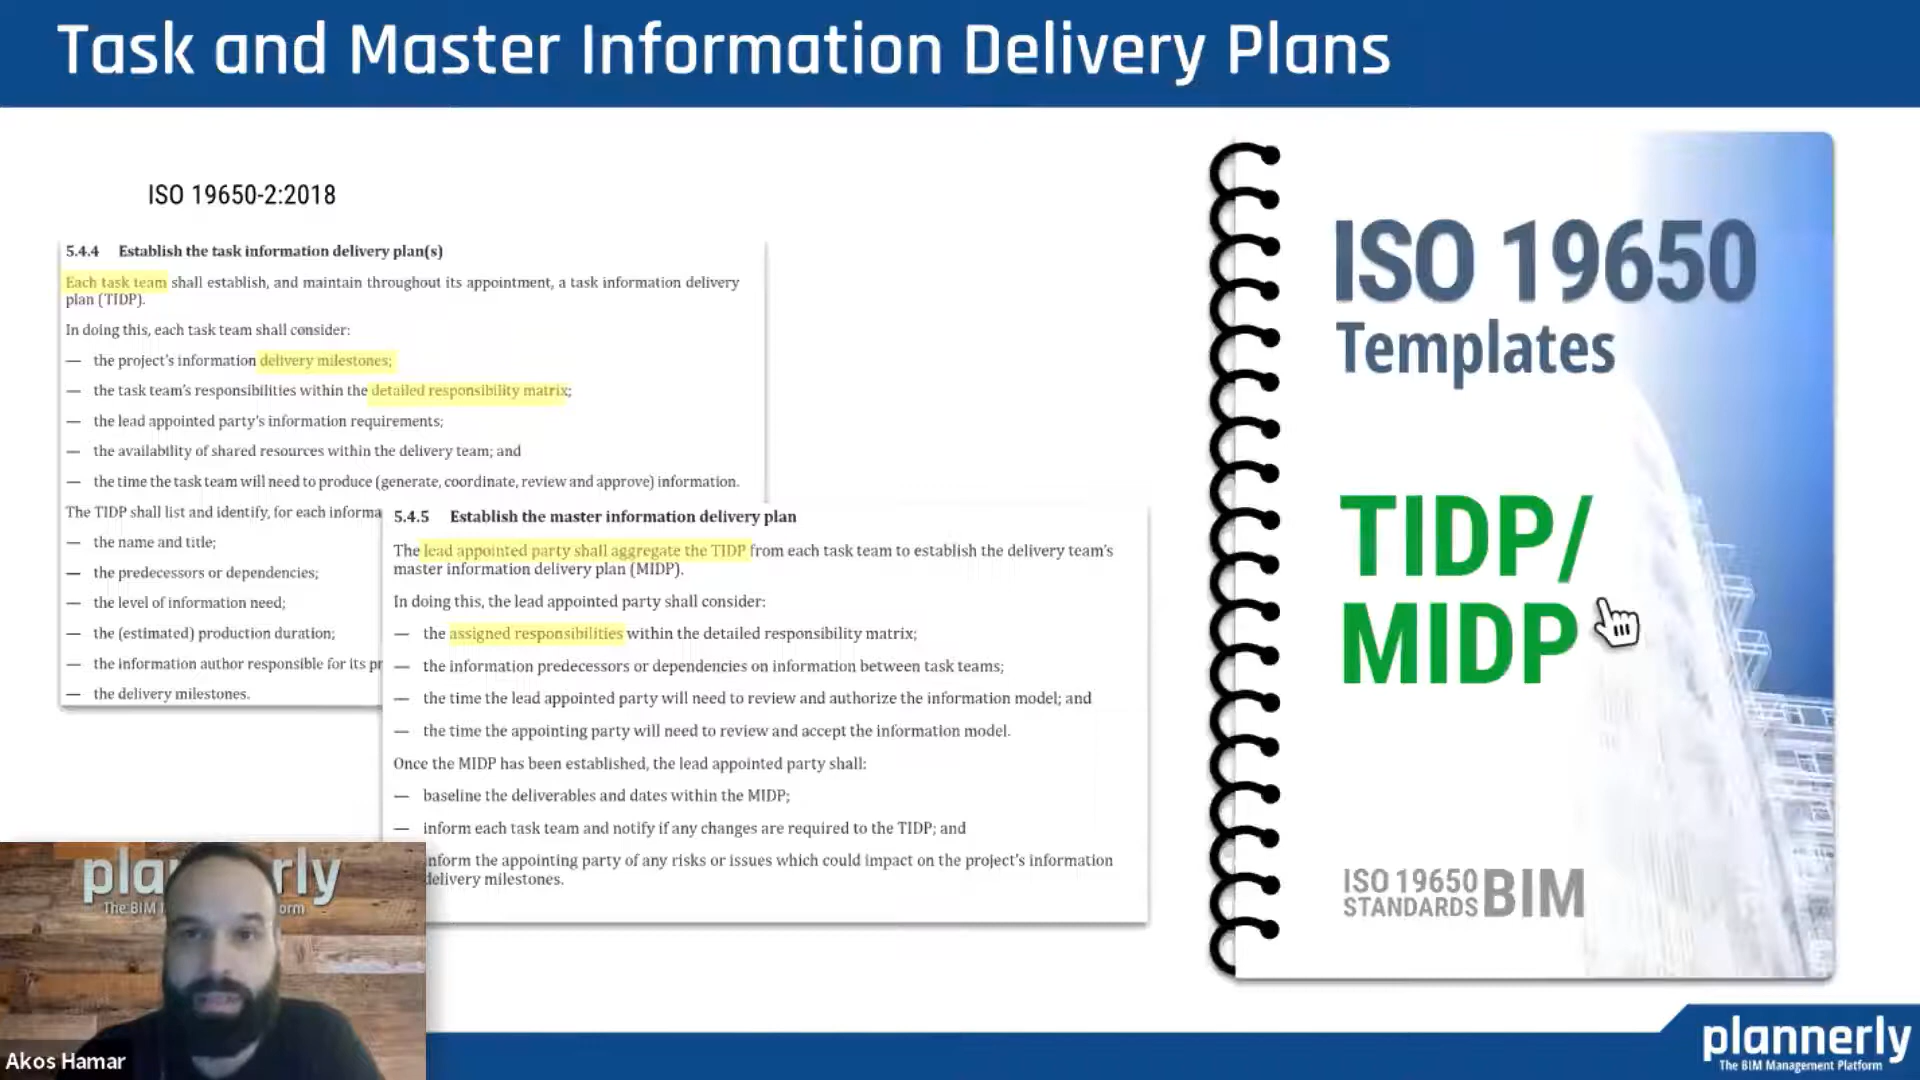 Task and Master Information Delivery Plans
ISO 19650-2:2018
5.4.4 Establish the task information delivery plan(s)
Each task team shall establish, and maintain throughout its appointment, a task information delivery
plan (TIDP).
In doing this, each task team shall consider:
— the project's information delivery milestones;
— the task team's responsibilities within the detailed responsibility matrix;
— the lead appointed party's information requirements;
— the availability of shared resources within the delivery team; and
— the time the task team will need to produce (generate, coordinate, review and approve) information.
The TIDP shall list and identify, for each informa
— the name and title;
— the predecessors or dependencies;
— the level of information need;
— the (estimated) production duration;
— the information author responsible for its pr
— the delivery milestones.
5.4.5 Establish the master information delivery plan
The lead appointed party shall aggregate the TIDP from each task team to establish the delivery team's
master information delivery plan (MIDP).
In doing this, the lead appointed party shall consider:
— the assigned responsibilities within the detailed responsibility matrix;
— the information predecessors or dependencies on information between task teams;
— the time the lead appointed party will need to review and authorize the information model; and
— the time the appointing party will need to review and accept the information model.
Once the MIDP has been established, the lead appointed party shall:
— baseline the deliverables and dates within the MIDP;
— inform each task team and notify if any changes are required to the TIDP; and
nform the appointing party of any risks or issues which could impact on the project's information
delivery milestones.
ISO 19650
Templates
TIDP/
MIDP
ISO 19650
STANDARDS BIM
pla rly
The BIM orm
Akos Hamar
plannerly
The BIM Management Platform